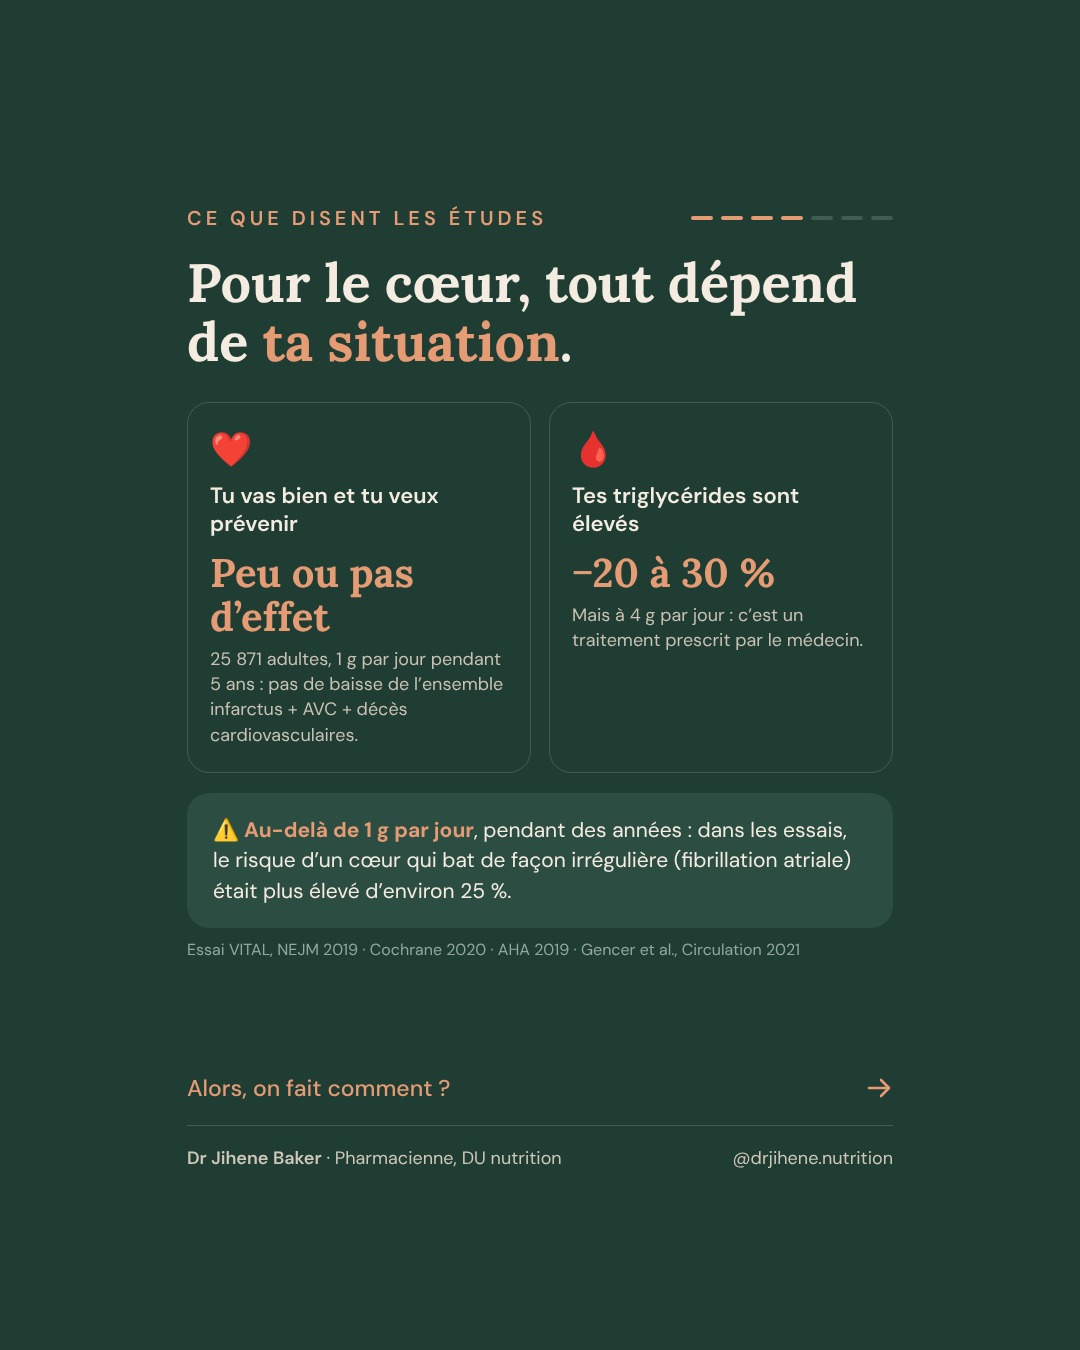 CE QUE DISENT LES ÉTUDES
Pour le cœur, tout dépend
de ta situation.
Tu vas bien et tu veux
prévenir
Peu ou pas
d’effet
25 871 adultes, 1 g par jour pendant
5 ans : pas de baisse de l’ensemble
infarctus + AVC + décès
cardiovasculaires.
Tes triglycérides sont
élevés
−20 à 30 %
Mais à 4 g par jour : c’est un
traitement prescrit par le médecin.
⚠️ Au-delà de 1 g par jour, pendant des années : dans les essais,
le risque d’un cœur qui bat de façon irrégulière (fibrillation atriale)
était plus élevé d’environ 25 %.
Essai VITAL, NEJM 2019 · Cochrane 2020 · AHA 2019 · Gencer et al., Circulation 2021
Alors, on fait comment ? →
Dr Jihene Baker · Pharmacienne, DU nutrition
@drjihene.nutrition